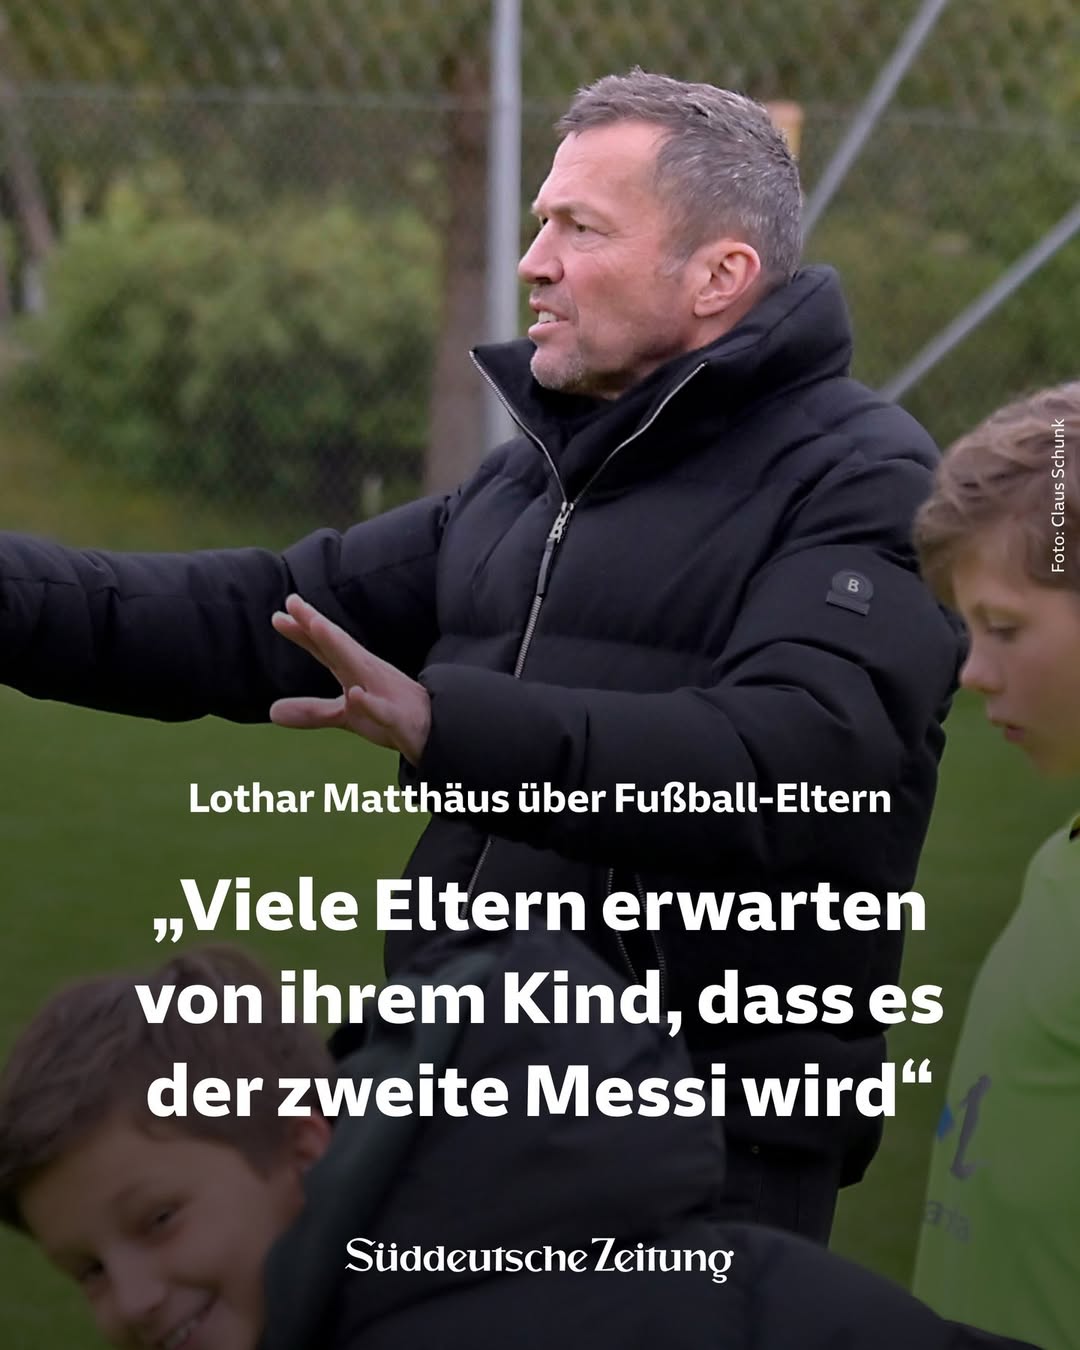 Foto: Claus Schunk
B
Lothar Matthäus über Fußball-Eltern
„Viele Eltern erwarten
von ihrem Kind, dass es
der zweite Messi wird“
Süddeutsche Zeitung